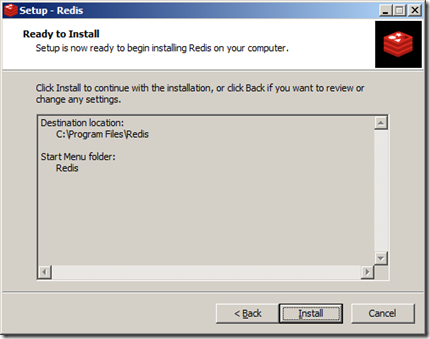 Setup - Redis
Ready to Install
Setup is now ready to begin installing Redis on your computer.
Click Install to continue with the installation, or click Back if you want to review or
change any settings.
Destination location:
C:\Program Files\Redis
Start Menu folder:
Redis
< Back
Install
Cancel